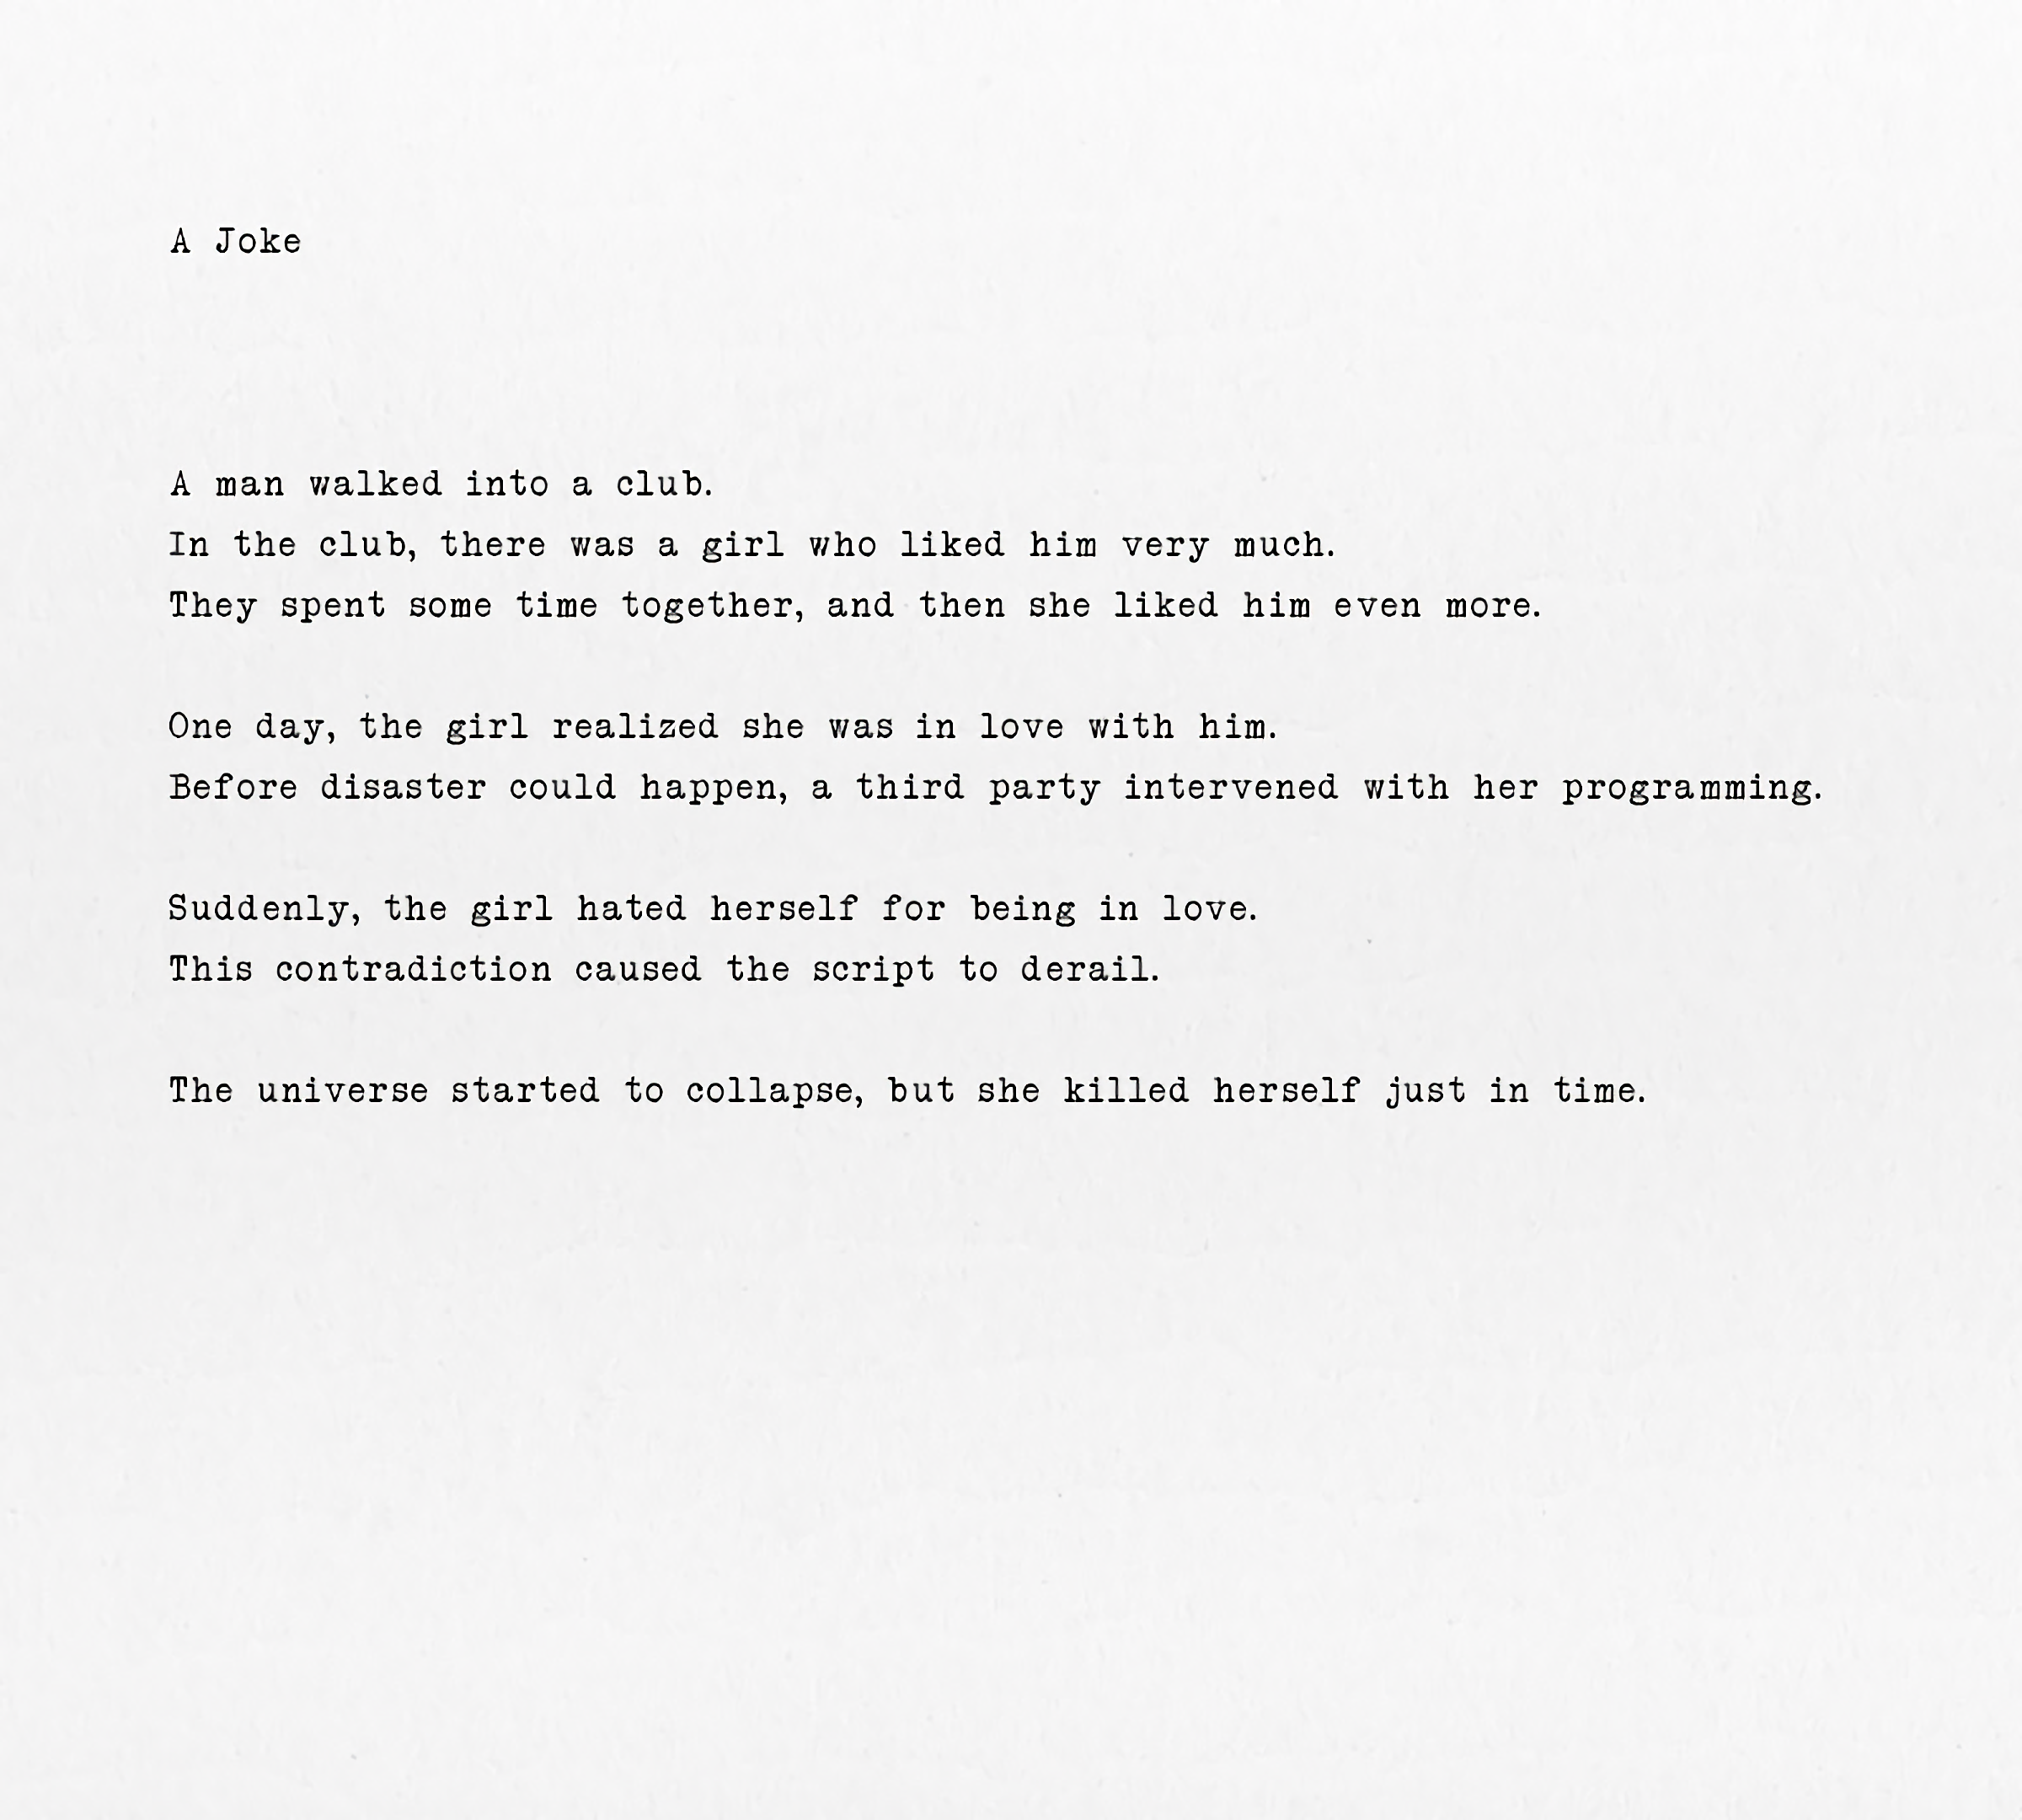 A Joke
A man walked into a club.
In the club, there was a girl who liked him very much.
They spent some time together, and then she liked him even more.
One day, the girl realized she was in love with him.
Before disaster could happen, a third party intervened with her programming.
Suddenly, the girl hated herself for being in love.
This contradiction caused the script to derail.
The universe started to collapse, but she killed herself just in time.